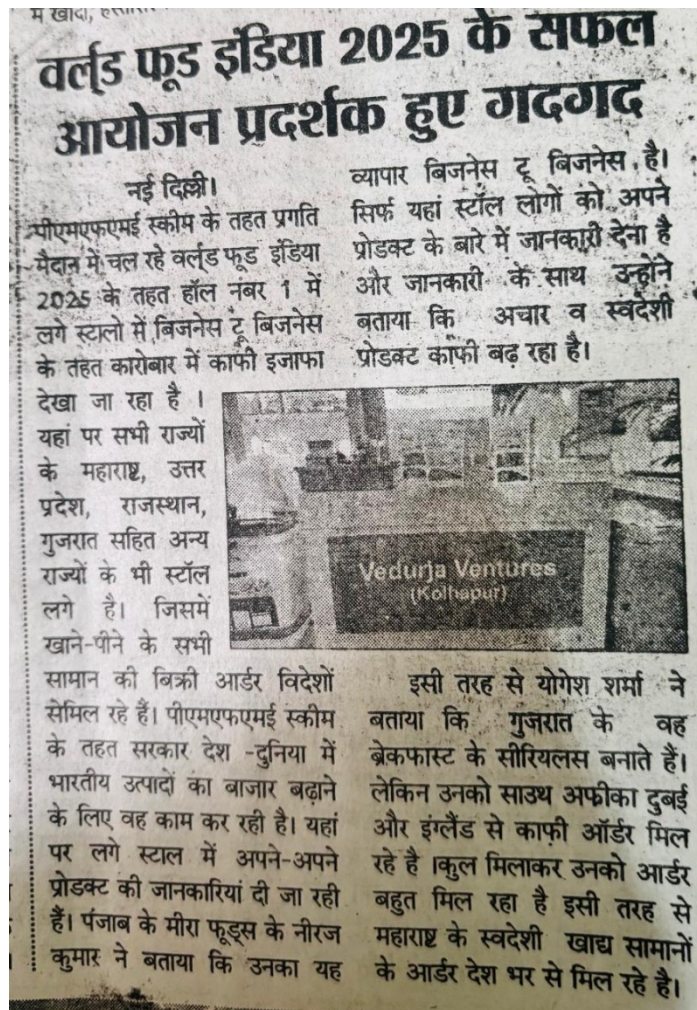 में खादी,
वर्ल्ड फूड इंडिया 2025 के सफल
आयोजन प्रदर्शक हुए गदगद
नई दिल्ली।
पीएमएफएमई स्कीम के तहत प्रगति
मैदान में चल रहे वर्ल्ड फूड इंडिया
2025 के तहत हॉल नंबर 1 में
लगे स्टालो में बिजनेस टू बिजनेस
के तहत कारोबार में काफी इजाफा
देखा जा रहा है ।
यहां पर सभी राज्यों
के महाराष्ट्र, उत्तर
प्रदेश, राजस्थान,
गुजरात सहित अन्य
राज्यों के भी स्टॉल
लगे है। जिसमें
खाने-पीने के सभी
सामान की बिक्री आर्डर विदेशों
सेमिल रहे हैं। पीएमएफएमई स्कीम
के तहत सरकार देश -दुनिया में
भारतीय उत्पादों का बाजार बढ़ाने
के लिए वह काम कर रही है। यहां
पर लगे स्टाल में अपने-अपने
प्रोडक्ट की जानकारियां दी जा रही
हैं। पंजाब के मीरा फूड्स के नीरज
कुमार ने बताया कि उनका यह
व्यापार बिजनेस टू बिजनेस है।
सिर्फ यहां स्टॉल लोगों को अपने
प्रोडक्ट के बारे में जानकारी देना है
और जानकारी के साथ उन्होंने
बताया कि अचार व स्वदेशी
प्रोडक्ट काफी बढ़ रहा है।
Vedurja Ventures
(Kolhapur)
इसी तरह से योगेश शर्मा ने
बताया कि गुजरात के वह
ब्रेकफास्ट के सीरियलस बनाते हैं।
लेकिन उनको साउथ अफ्रीका दुबई
और इंग्लैंड से काफी ऑर्डर मिल
रहे है ।कुल मिलाकर उनको आर्डर
बहुत मिल रहा है इसी तरह से
महाराष्ट्र के स्वदेशी खाद्य सामानों
के आर्डर देश भर से मिल रहे है।